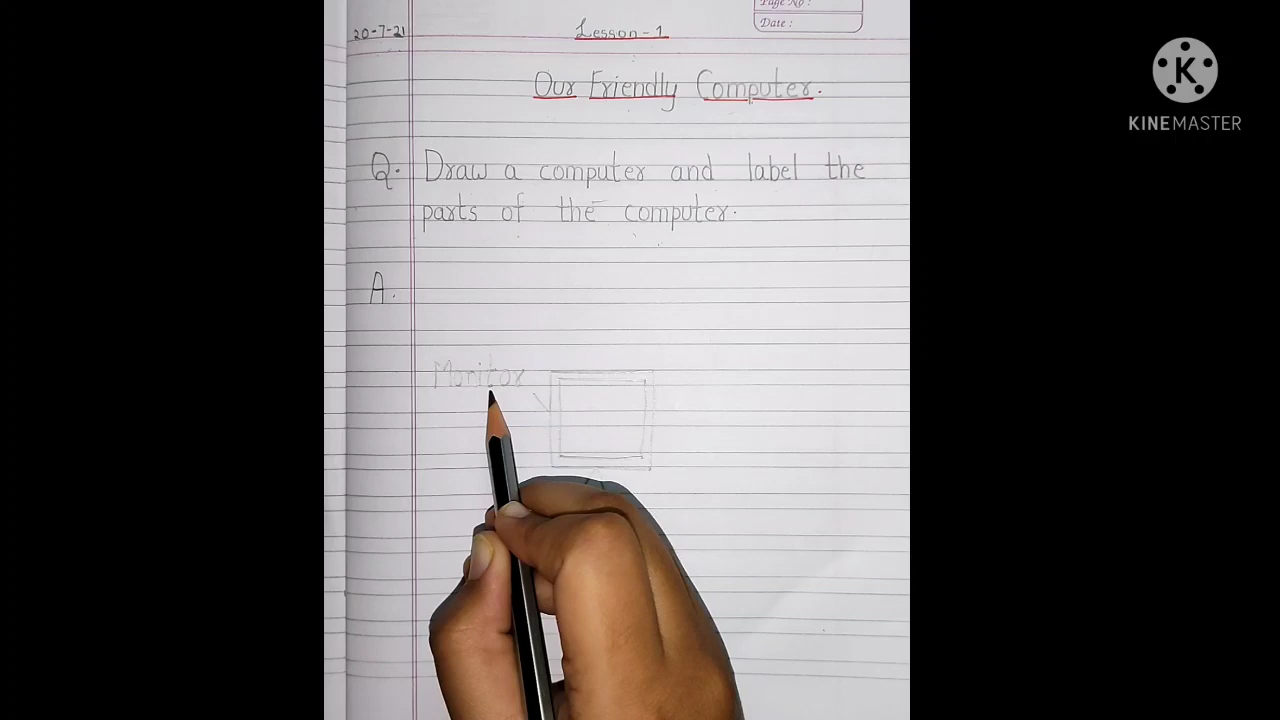 Page No :
Date :
20-7-21
Lesson-1
Our Friendly Computer.
Q. Draw a computer and label the
parts of the computer.
A.
Monitor
K
KINEMASTER